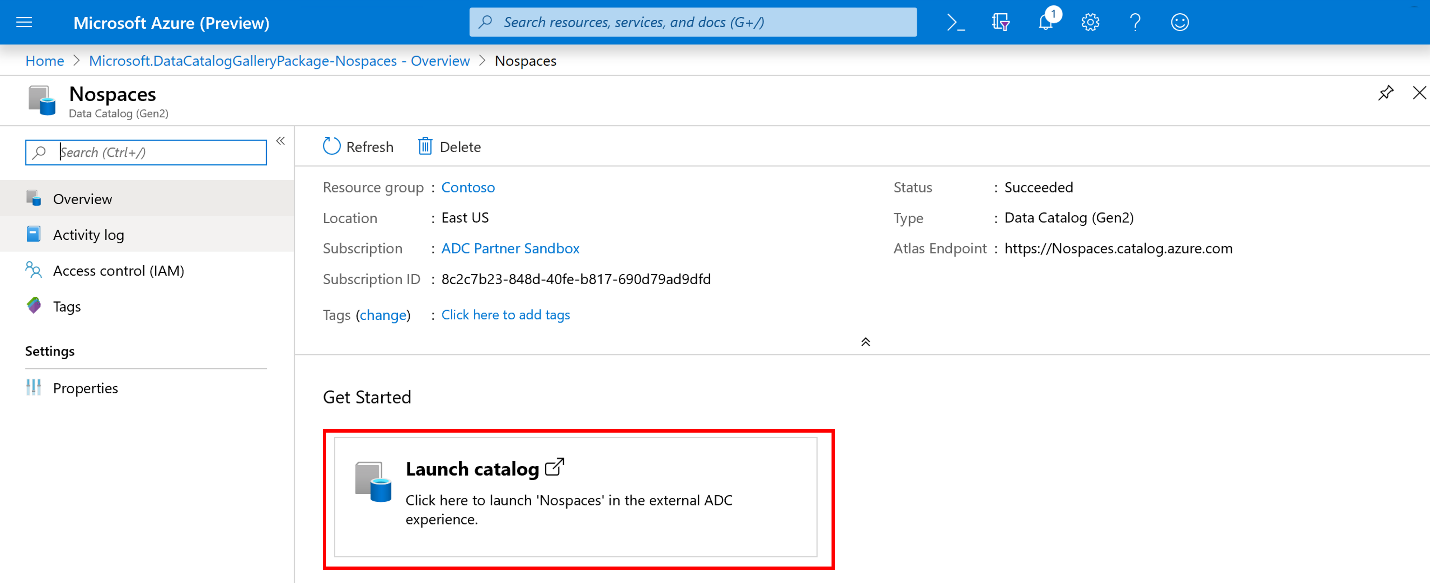 Microsoft Azure (Preview)
Search resources, services, and docs (G+/)
1
Home > Microsoft.DataCatalogGalleryPackage-Nospaces - Overview > Nospaces
Nospaces
Data Catalog (Gen2)
Search (Ctrl+/)
Overview
Activity log
Access control (IAM)
Tags
Settings
Properties
Refresh Delete
Resource group : Contoso
Location : East US
Subscription : ADC Partner Sandbox
Subscription ID : 8c2c7b23-848d-40fe-b817-690d79ad9dfd
Tags (change) : Click here to add tags
Status : Succeeded
Type : Data Catalog (Gen2)
Atlas Endpoint : https://Nospaces.catalog.azure.com
Get Started
Launch catalog
Click here to launch 'Nospaces' in the external ADC
experience.